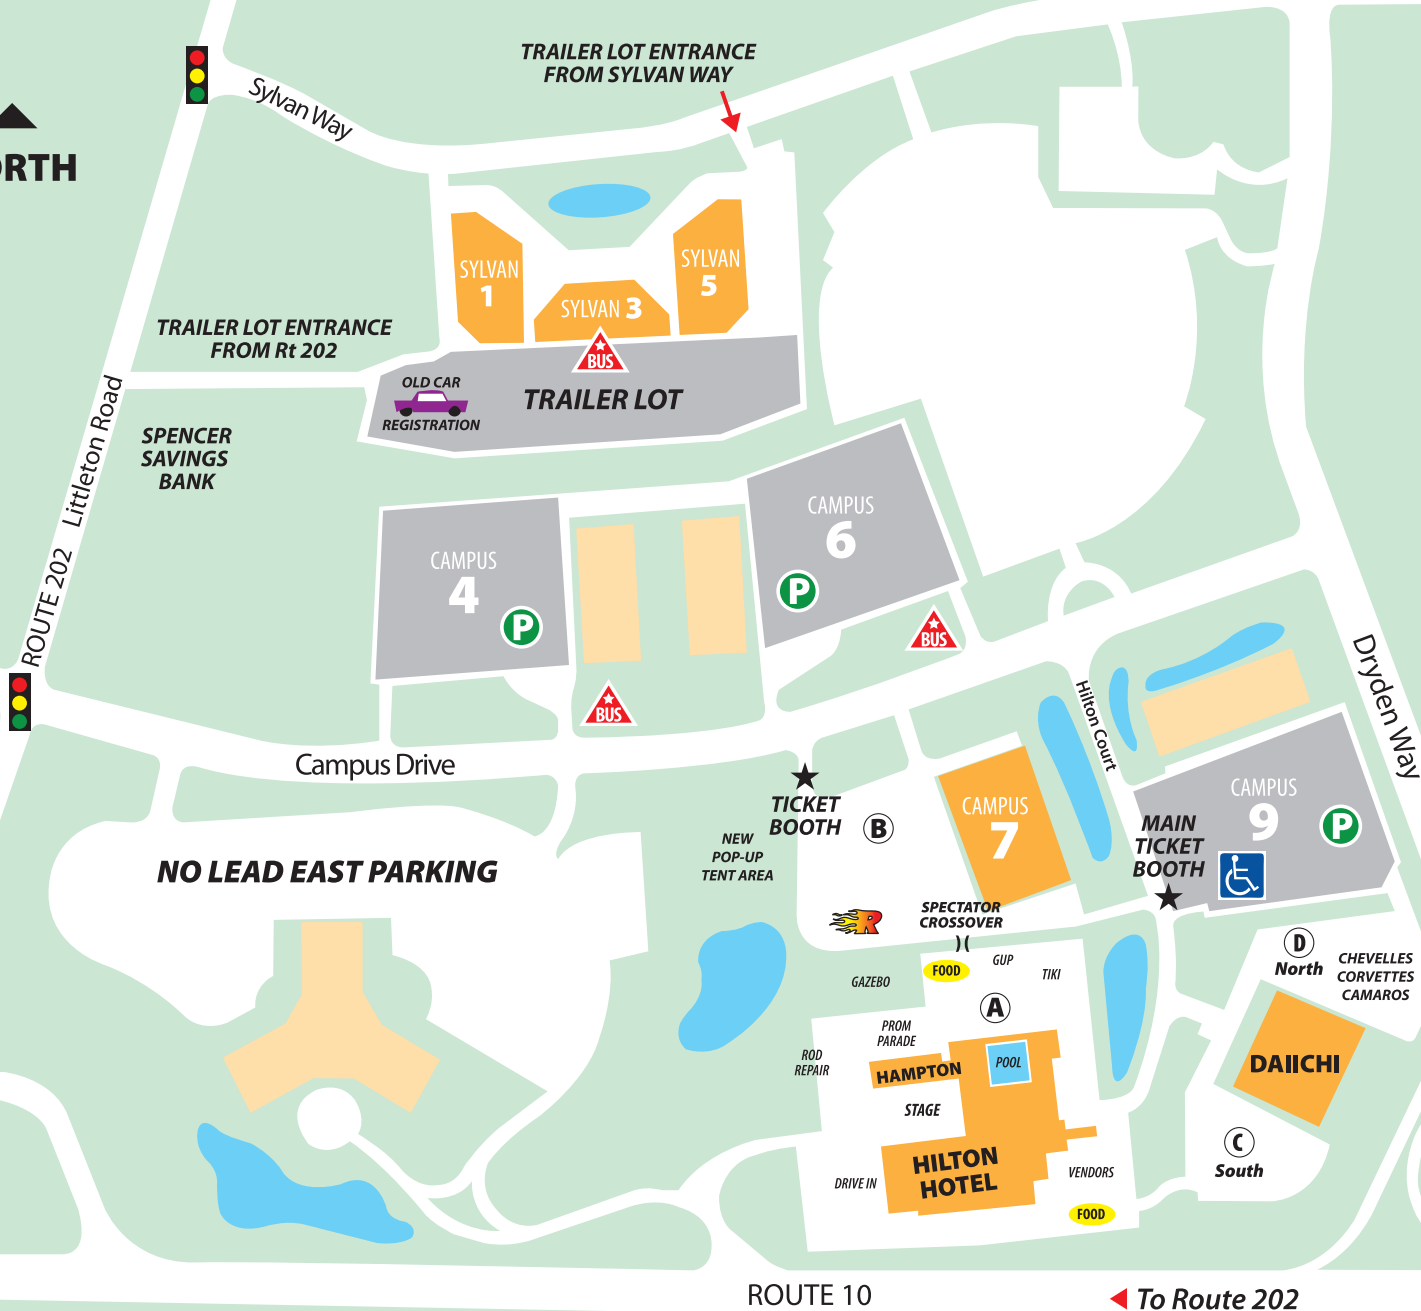 TRAILER LOT ENTRANCE
FROM SYLVAN WAY
Sylvan Way
ORTH
SYLVAN
1
SYLVAN 3
SYLVAN
5
TRAILER LOT ENTRANCE
FROM Rt 202
BUS
OLD CAR
REGISTRATION
TRAILER LOT
SPENCER
SAVINGS
BANK
ROUTE 202 Littleton Road
CAMPUS
4
P
CAMPUS
6
P
BUS
BUS
Hilton Court
Dryden Way
Campus Drive
TICKET
BOOTH
B
NEW
POP-UP
TENT AREA
CAMPUS
7
CAMPUS
9
P
MAIN
TICKET
BOOTH
NO LEAD EAST PARKING
R
SPECTATOR
CROSSOVER
)(
FOOD
GUP
TIKI
GAZEBO
A
D
North
CHEVELLES
CORVETTES
CAMAROS
PROM
PARADE
ROD
REPAIR
HAMPTON
POOL
DAIICHI
STAGE
C
South
HILTON
HOTEL
DRIVE IN
VENDORS
FOOD
ROUTE 10
To Route 202